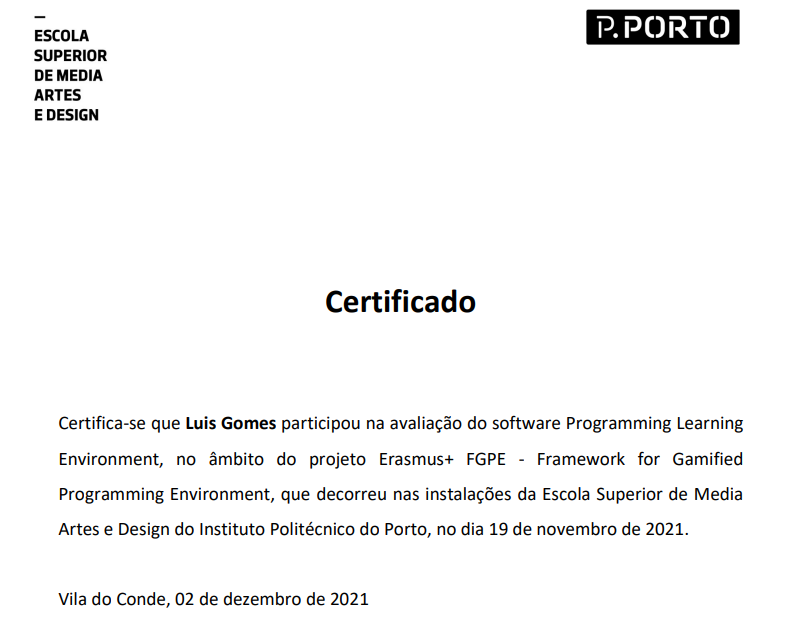 —
ESCOLA
SUPERIOR
DE MEDIA
ARTES
E DESIGN
P.PORTO
Certificado
Certifica-se que Luis Gomes participou na avaliação do software Programming Learning
Environment, no âmbito do projeto Erasmus+ FGPE - Framework for Gamified
Programming Environment, que decorreu nas instalações da Escola Superior de Media
Artes e Design do Instituto Politécnico do Porto, no dia 19 de novembro de 2021.
Vila do Conde, 02 de dezembro de 2021